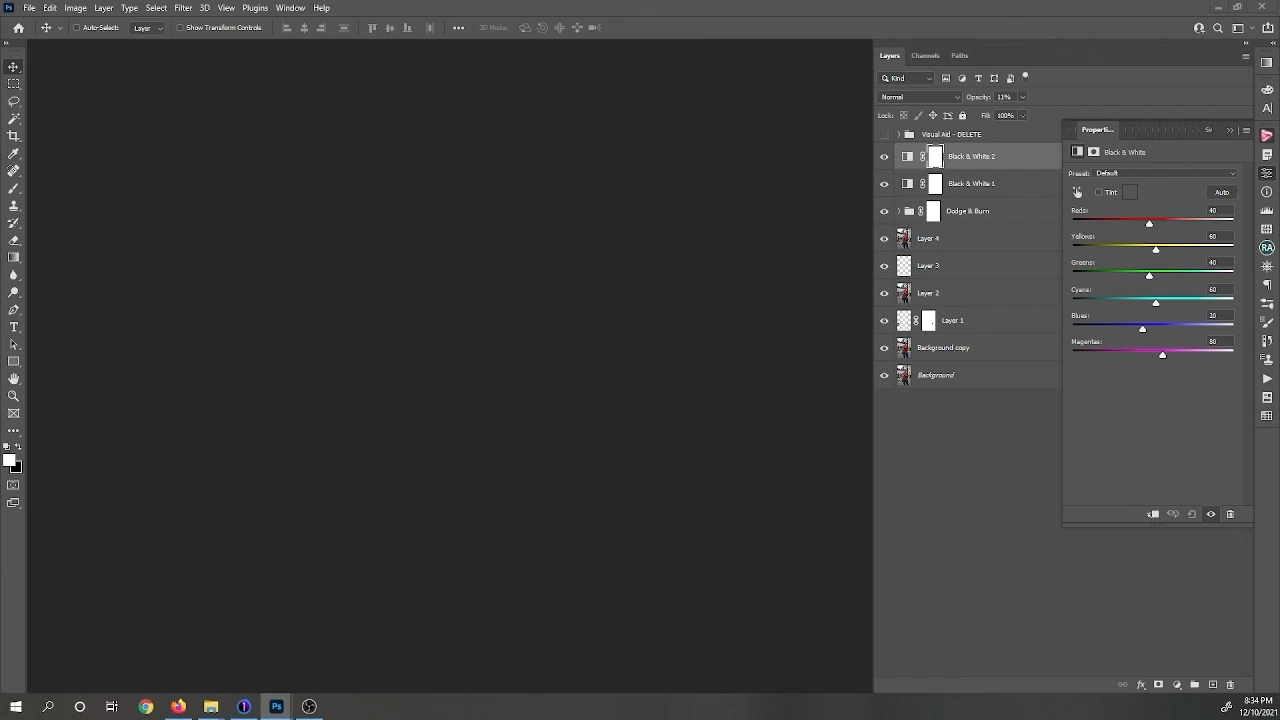 Ps File Edit Image Layer Type Select Filter 3D View Plugins Window Help
Auto-Select: Layer Show Transform Controls 3D Mode:
Layers Channels Paths
Kind
Normal Opacity: 11%
Lock: Fill: 100%
Visual Aid - DELETE
Black & White 2
Black & White 1
Dodge & Burn
Layer 4
Layer 3
Layer 2
Layer 1
Background copy
Background
Properti...
Black & White
Preset: Default
Tint Auto
Reds: 40
Yellows: 60
Greens: 40
Cyans: 60
Blues: 20
Magentas: 80
RA
Ps
8:34 PM
12/10/2021